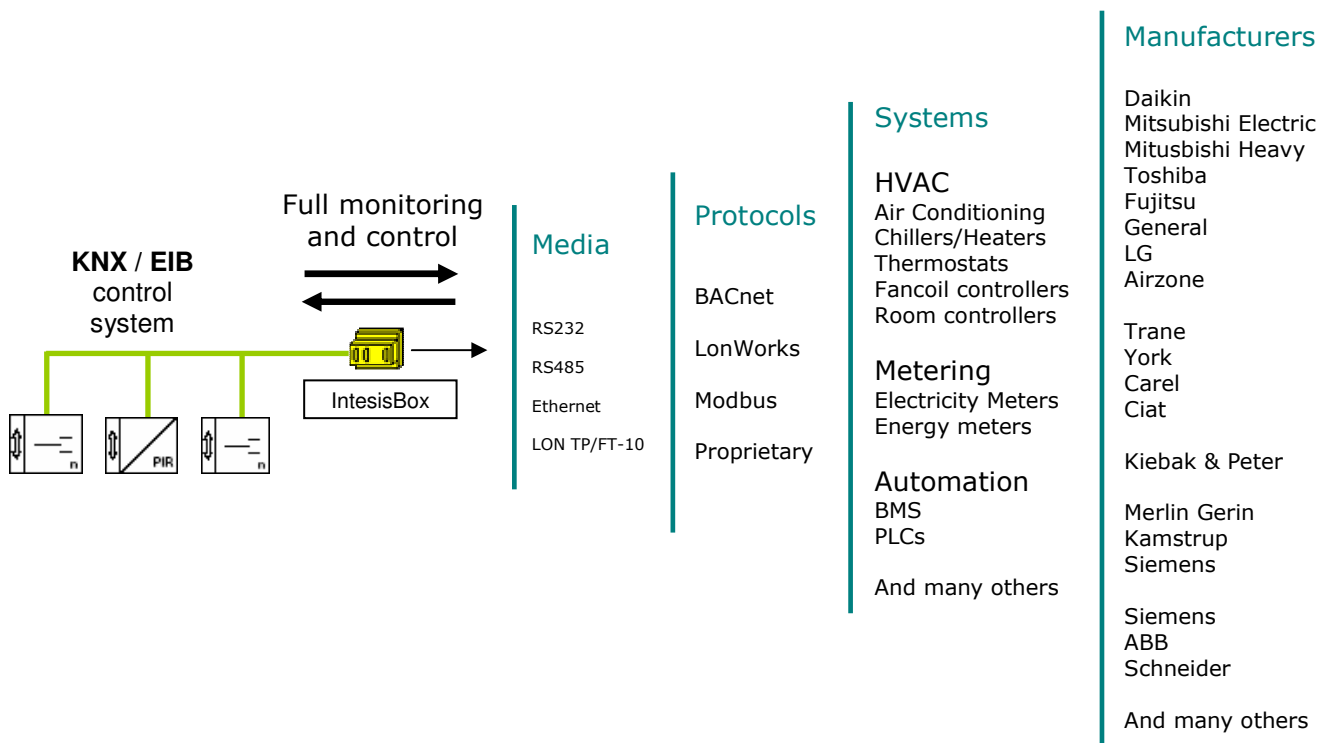 KNX / EIB
control
system
Full monitoring
and control
IntesisBox
n
PIR
n
Media
RS232
RS485
Ethernet
LON TP/FT-10
Protocols
BACnet
LonWorks
Modbus
Proprietary
Systems
HVAC
Air Conditioning
Chillers/Heaters
Thermostats
Fancoil controllers
Room controllers
Metering
Electricity Meters
Energy meters
Automation
BMS
PLCs
And many others
Manufacturers
Daikin
Mitsubishi Electric
Mitusbishi Heavy
Toshiba
Fujitsu
General
LG
Airzone
Trane
York
Carel
Ciat
Kiebak & Peter
Merlin Gerin
Kamstrup
Siemens
Siemens
ABB
Schneider
And many others